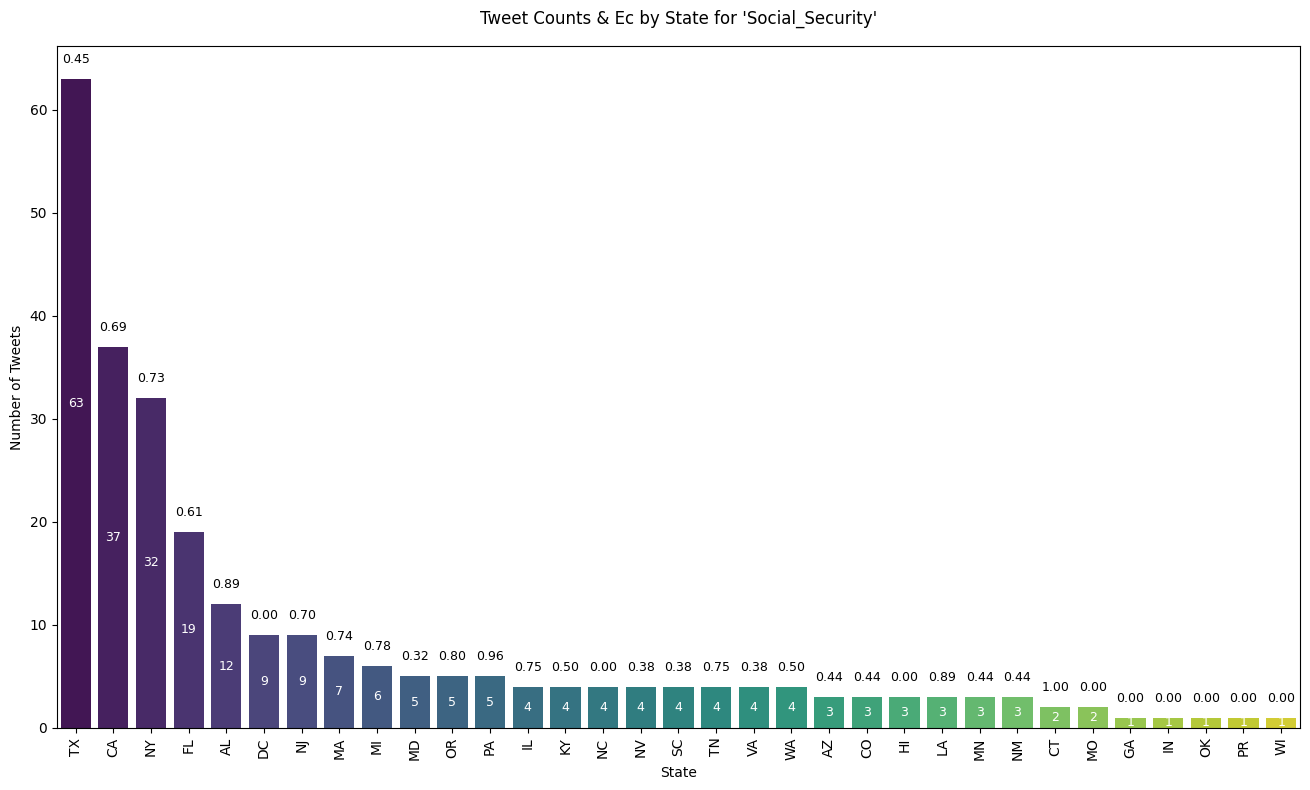 Tweet Counts & Ec by State for 'Social_Security'
Number of Tweets
60
50
40
30
20
10
0
0.45 0.69 0.73 0.61 0.89 0.00 0.70 0.74 0.78 0.32 0.80 0.96 0.75 0.50 0.00 0.38 0.38 0.75 0.38 0.50 0.44 0.44 0.00 0.89 0.44 0.44 1.00 0.00 0.00 0.00 0.00 0.00 0.00
63 37 32 19 12 9 9 7 6 5 5 5 4 4 4 4 4 4 4 4 3 3 3 3 3 3 2 2 1 1 1 1 1
TX CA NY FL AL DC NJ MA MI MD OR PA IL KY NC NV SC TN VA WA AZ CO HI LA MN NM CT MO GA IN OK PR WI
State